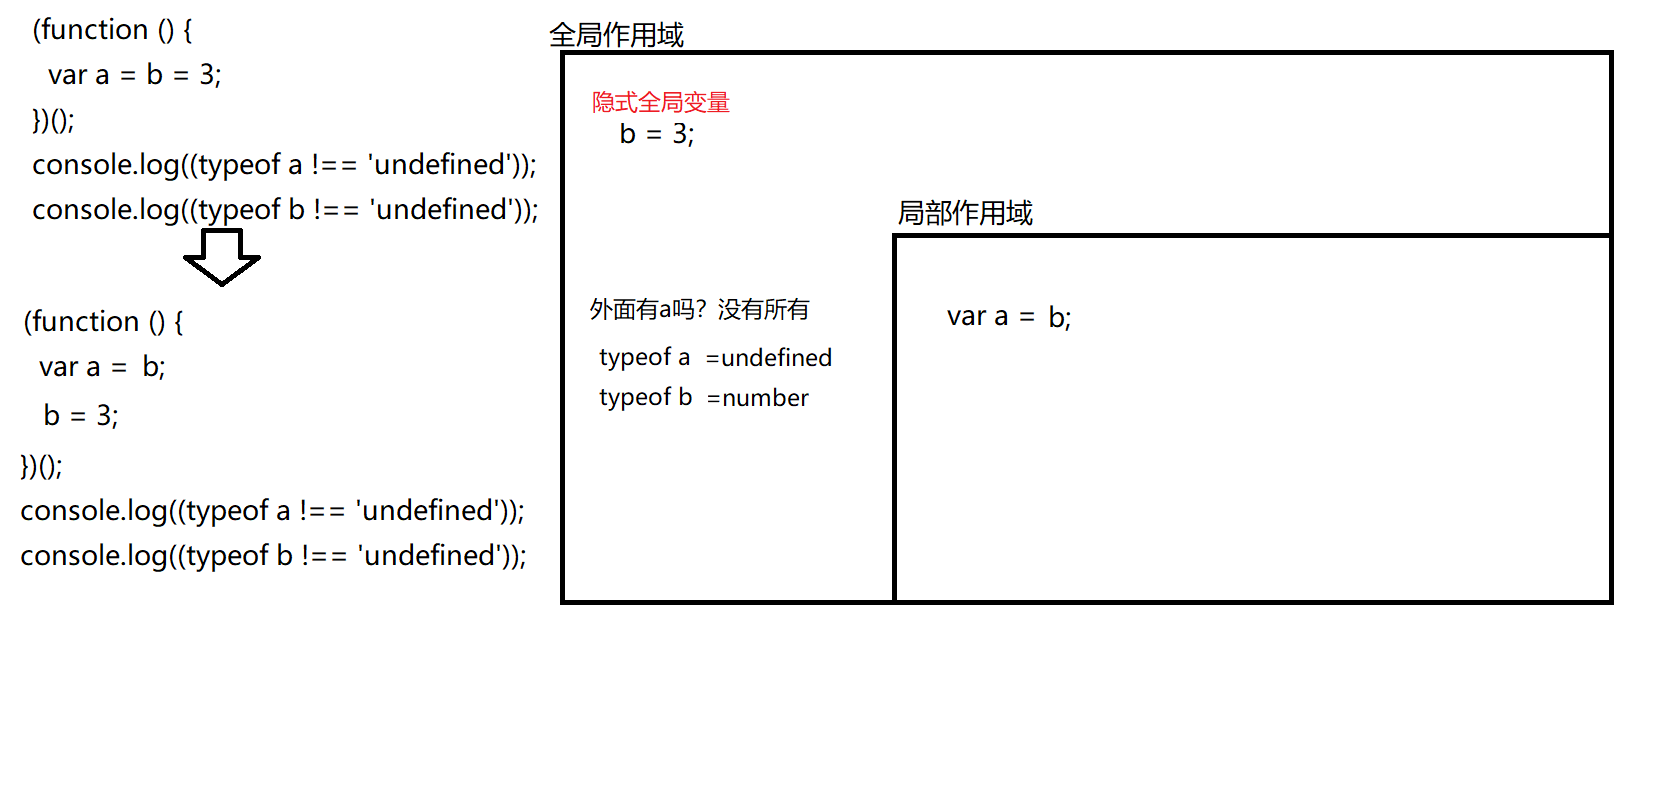 (function () {
var a = b = 3;
})();
console.log((typeof a !== 'undefined'));
console.log((typeof b !== 'undefined'));
(function () {
var a = b;
b = 3;
})();
console.log((typeof a !== 'undefined'));
console.log((typeof b !== 'undefined'));
全局作用域
隐式全局变量
b = 3;
局部作用域
外面有a吗？没有所有
typeof a =undefined
typeof b =number
var a = b;